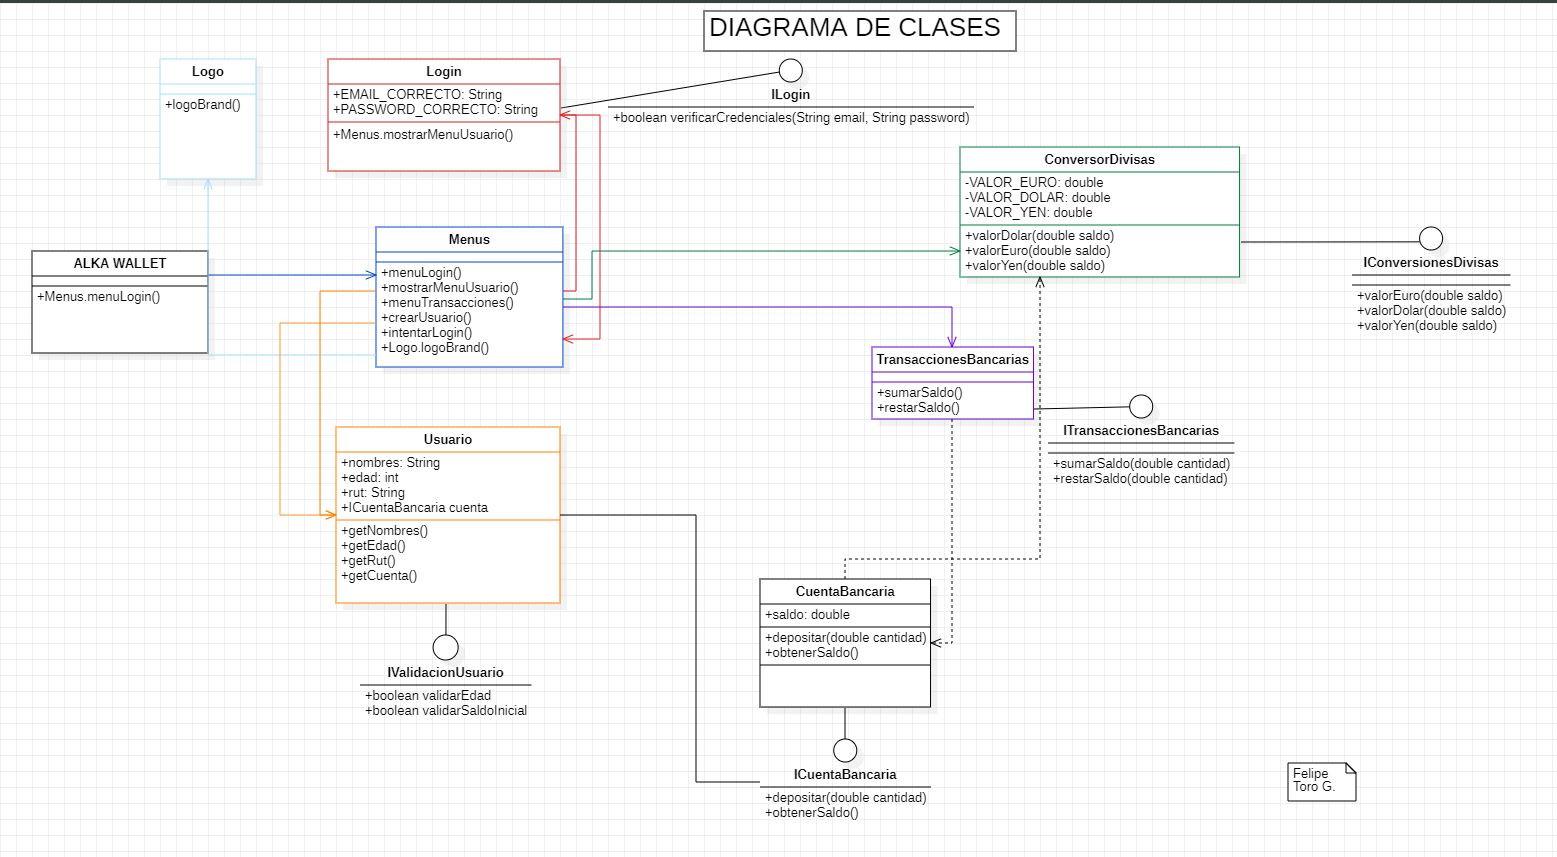 DIAGRAMA DE CLASES
Logo
+logoBrand()
Login
+EMAIL_CORRECTO: String
+PASSWORD_CORRECTO: String
+Menus.mostrarMenuUsuario()
ILogin
+boolean verificarCredenciales(String email, String password)
ConversorDivisas
-VALOR_EURO: double
-VALOR_DOLAR: double
-VALOR_YEN: double
+valorDolar(double saldo)
+valorEuro(double saldo)
+valorYen(double saldo)
IConversionesDivisas
+valorEuro(double saldo)
+valorDolar(double saldo)
+valorYen(double saldo)
ALKA WALLET
+Menus.menuLogin()
Menus
+menuLogin()
+mostrarMenuUsuario()
+menuTransacciones()
+crearUsuario()
+intentarLogin()
+Logo.logoBrand()
TransaccionesBancarias
+sumarSaldo()
+restarSaldo()
ITransaccionesBancarias
+sumarSaldo(double cantidad)
+restarSaldo(double cantidad)
Usuario
+nombres: String
+edad: int
+rut: String
+ICuentaBancaria cuenta
+getNombres()
+getEdad()
+getRut()
+getCuenta()
IValidacionUsuario
+boolean validarEdad
+boolean validarSaldoInicial
CuentaBancaria
+saldo: double
+depositar(double cantidad)
+obtenerSaldo()
ICuentaBancaria
+depositar(double cantidad)
+obtenerSaldo()
Felipe
Toro G.